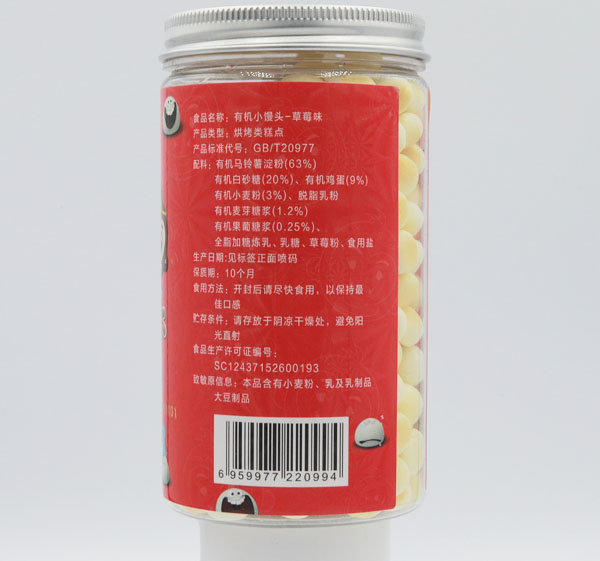 食品名称：有机小馒头-草莓味
产品类型：烘烤类糕点
产品标准代号：GB/T20977
配料：有机马铃薯淀粉(63%)
有机白砂糖(20%)、有机鸡蛋(9%)
有机小麦粉(3%)、脱脂乳粉
有机麦芽糖浆(1.2%)
有机果葡糖浆(0.25%)、
全脂加糖炼乳、乳糖、草莓粉、食用盐
生产日期:见标签正面喷码
保质期：10个月
食用方法：开封后请尽快食用，以保持最
佳口感
贮存条件：请存放于阴凉干燥处，避免阳
光直射
食品生产许可证编号：
SC12437152600193
致敏原信息：本品含有小麦粉、乳及乳制品
大豆制品
6 959977 220994